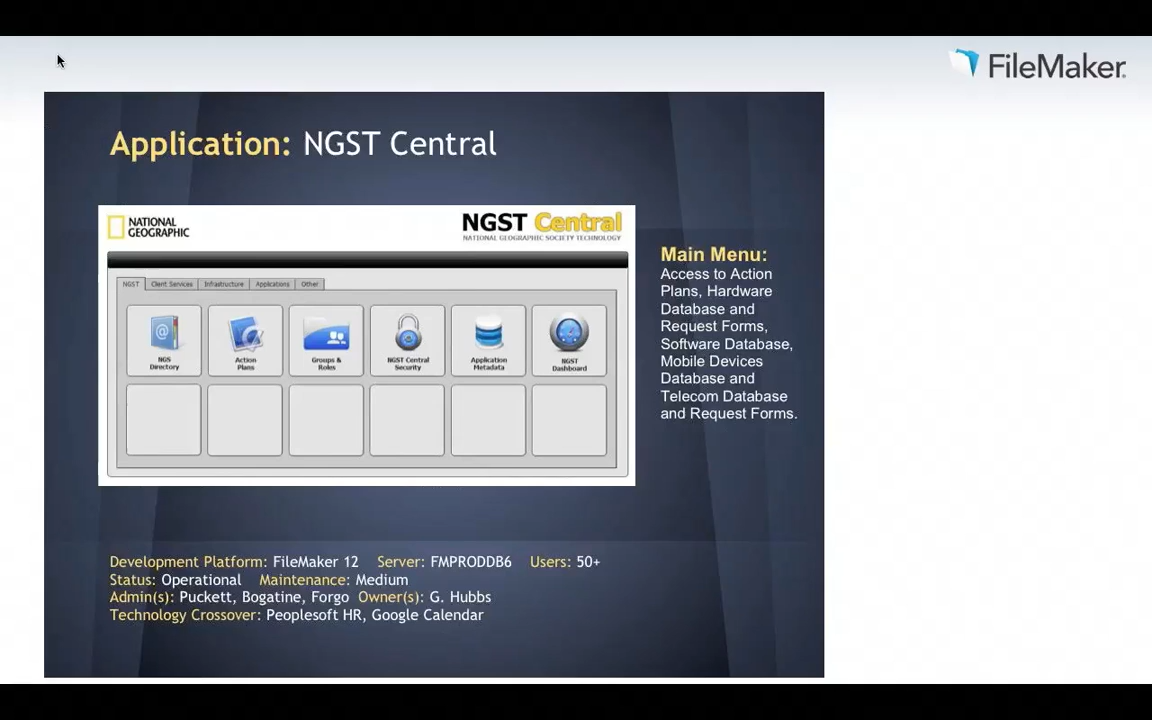 FileMaker.
Application: NGST Central
NATIONAL
GEOGRAPHIC
NGST Central
NATIONAL GEOGRAPHIC SOCIETY TECHNOLOGY
NGST Client Services Infrastructure Applications Other
NGS
Directory
Action
Plans
Groups &
Roles
NGST Central
Security
Application
Metadata
NGST
Dashboard
Main Menu:
Access to Action
Plans, Hardware
Database and
Request Forms,
Software Database,
Mobile Devices
Database and
Telecom Database
and Request Forms.
Development Platform: FileMaker 12 Server: FMPRODDB6 Users: 50+
Status: Operational Maintenance: Medium
Admin(s): Puckett, Bogatine, Forgo Owner(s): G. Hubbs
Technology Crossover: Peoplesoft HR, Google Calendar